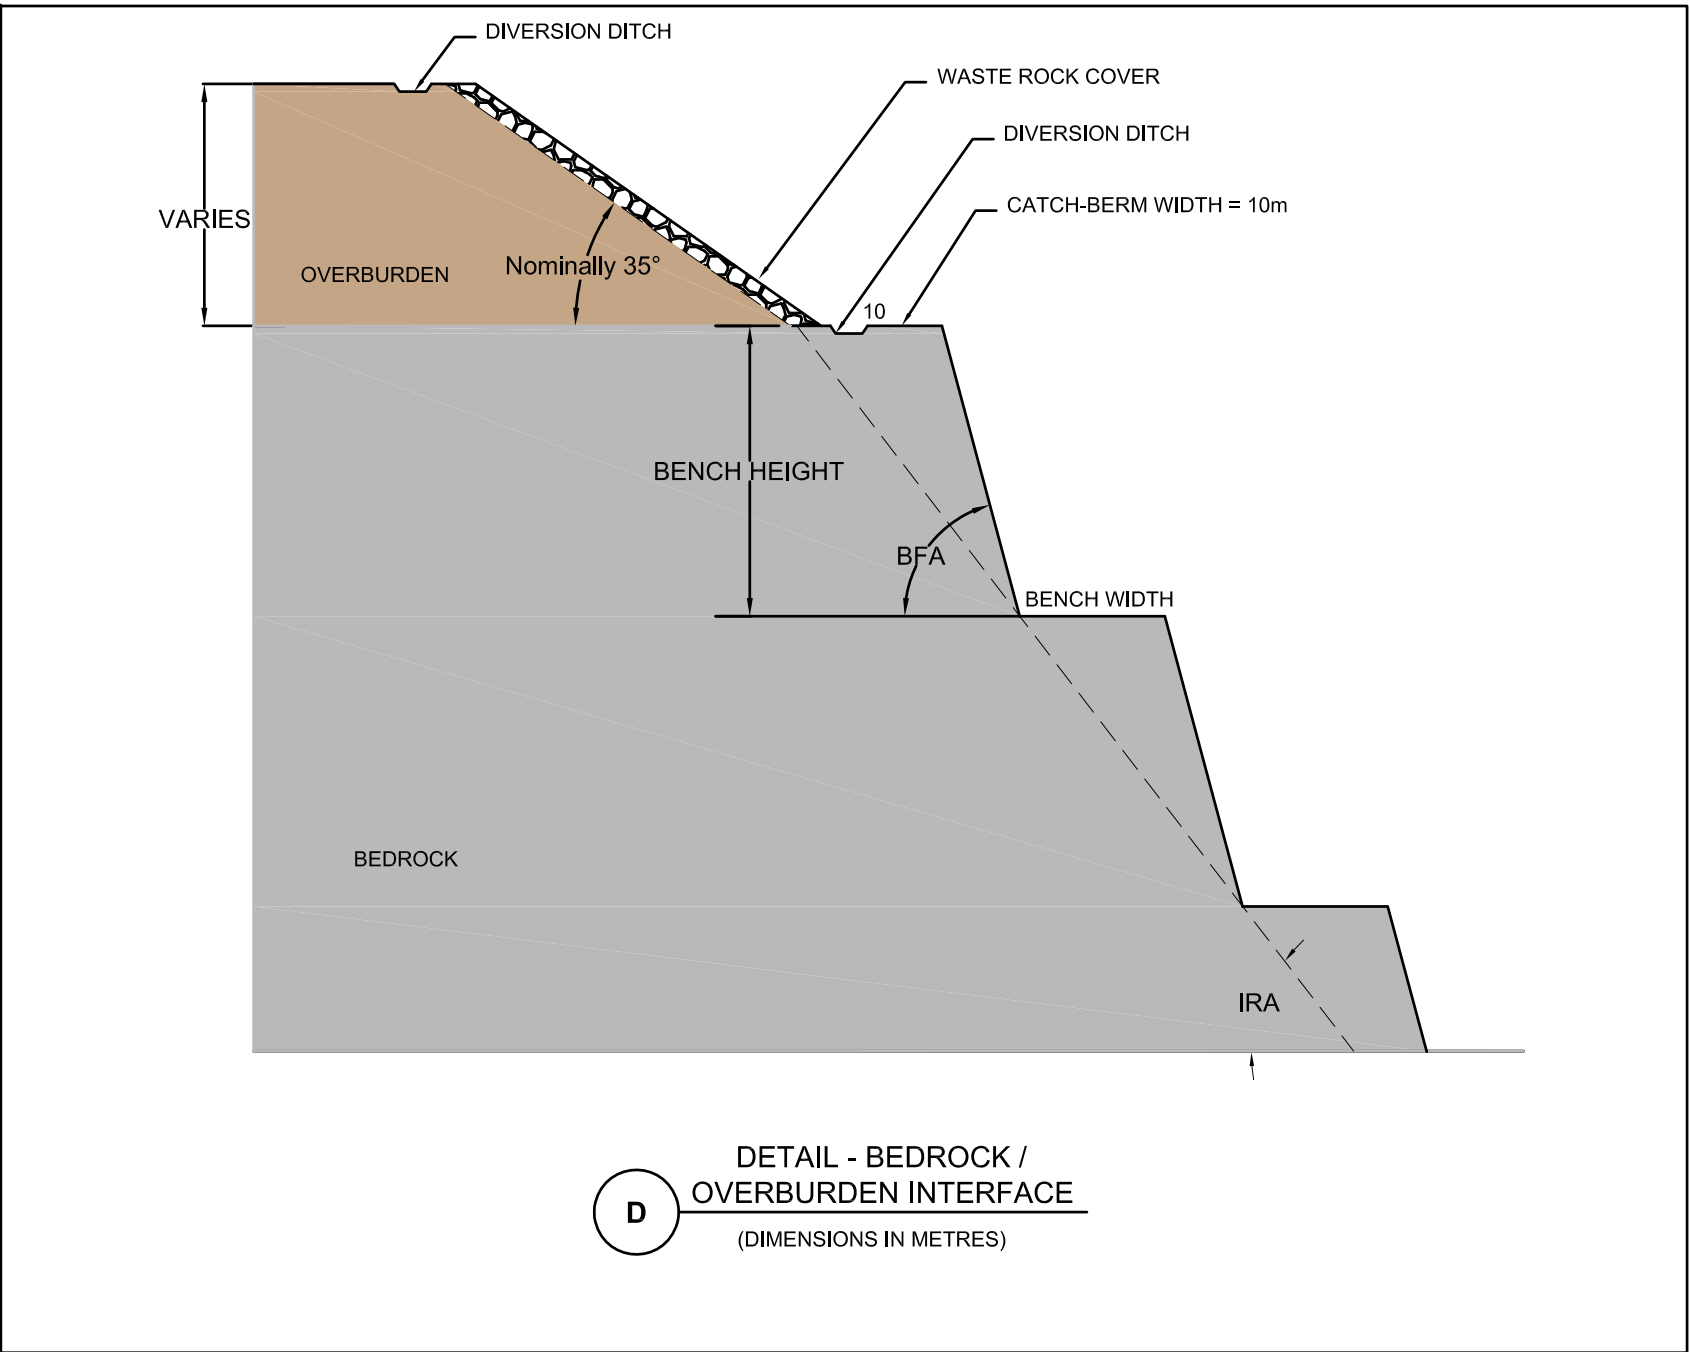 DIVERSION DITCH
WASTE ROCK COVER
DIVERSION DITCH
CATCH-BERM WIDTH = 10m
VARIES
OVERBURDEN
Nominally 35°
10
BENCH HEIGHT
BFA
BENCH WIDTH
BEDROCK
IRA
D
DETAIL - BEDROCK /
OVERBURDEN INTERFACE
(DIMENSIONS IN METRES)